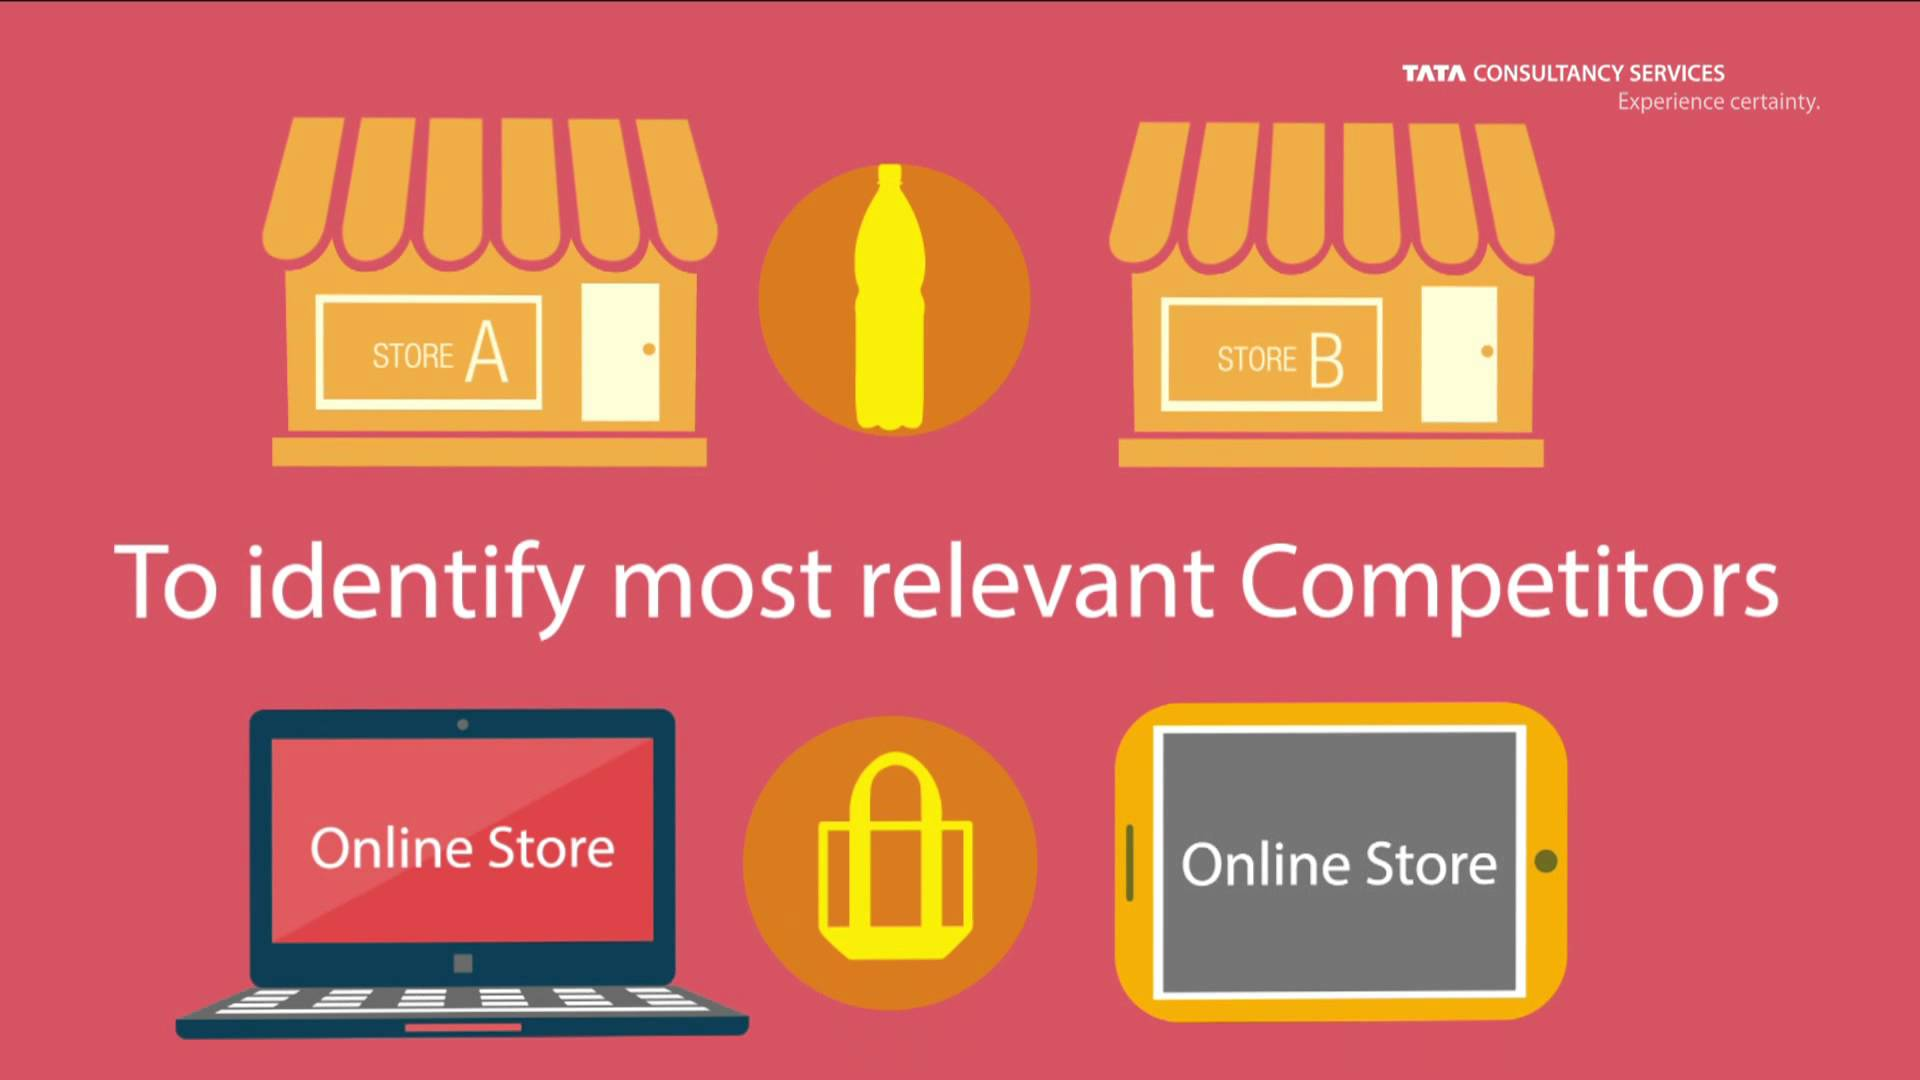 TATA CONSULTANCY SERVICES
Experience certainty.
STORE A
STORE B
To identify most relevant Competitors
Online Store
Online Store